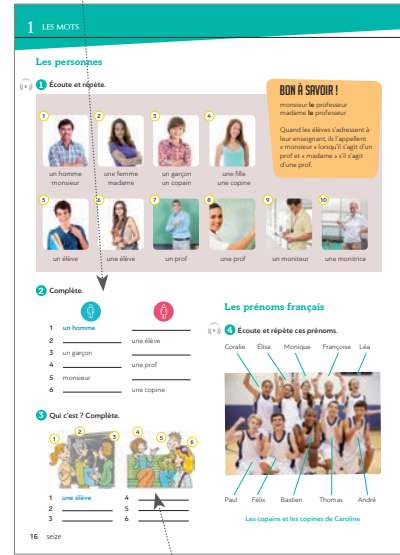 1 LES MOTS
Les personnes
1 Écoute et répète.
BON À SAVOIR !
monsieur le professeur
madame le professeur
Quand les élèves s'adressent à
leur enseignant, ils l'appellent
« monsieur » lorsqu'il s'agit d'un
prof et « madame » s'il s'agit
d'une prof.
1 2 3 4
un homme une femme un garçon une fille
monsieur madame un copain une copine
5 6 7 8 9 10
un élève une élève un prof une prof un moniteur une monitrice
2 Complète.
1 un homme
2 une élève
3 un garçon
4 une prof
5 monsieur
6 une copine
3 Qui c'est ? Complète.
1 2 3 4 5 6
1 une élève 4
2 5
3 6
Les prénoms français
4 Écoute et répète ces prénoms.
Coralie Élisa Monique Françoise Léa
Paul Félix Bastien Thomas André
Les copains et les copines de Caroline
16 seize